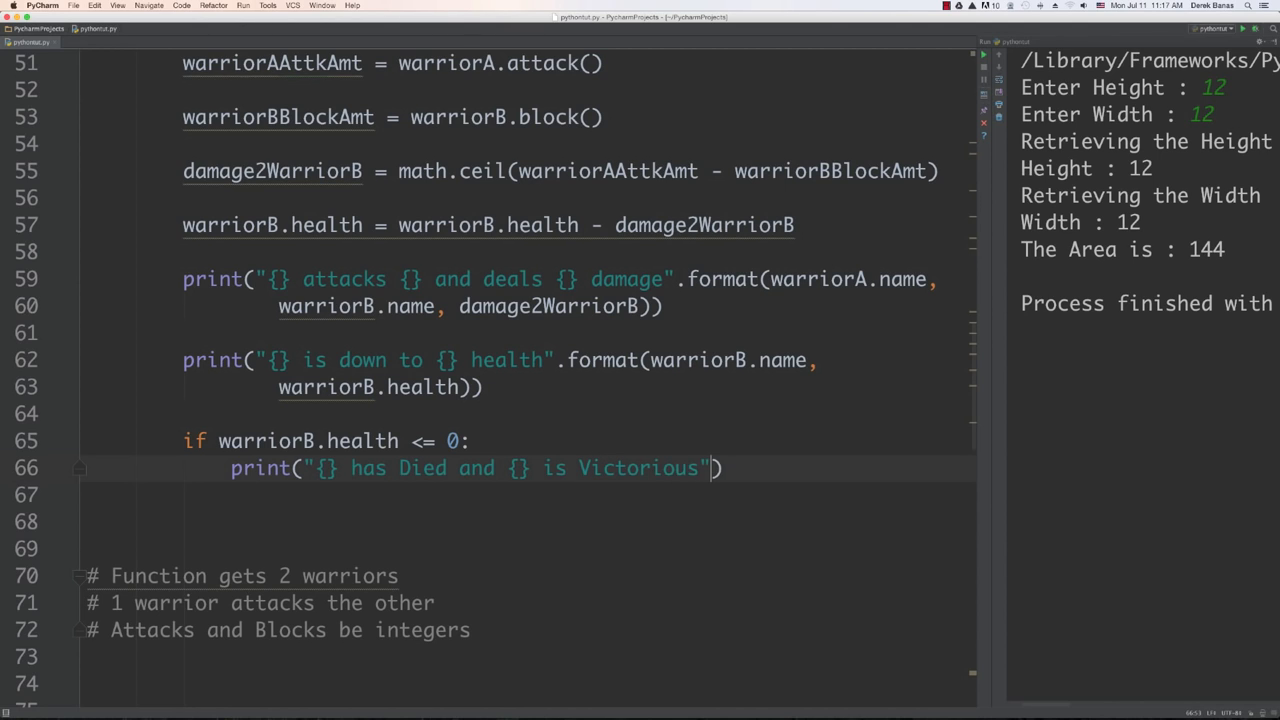 PyCharm File Edit View Navigate Code Refactor Run Tools VCS Window Help 10 Mon Jul 11 11:17 AM Derek Banas
pythontut.py - PycharmProjects - [~/PycharmProjects]
PycharmProjects pythontut.py pythontut
pythontut.py
Run: pythontut
51 warriorAAttkAmt = warriorA.attack()
52
53 warriorBBlockAmt = warriorB.block()
54
55 damage2WarriorB = math.ceil(warriorAAttkAmt - warriorBBlockAmt)
56
57 warriorB.health = warriorB.health - damage2WarriorB
58
59 print("{} attacks {} and deals {} damage".format(warriorA.name,
60 warriorB.name, damage2WarriorB))
61
62 print("{} is down to {} health".format(warriorB.name,
63 warriorB.health))
64
65 if warriorB.health <= 0:
66 print("{} has Died and {} is Victorious")
67
68
69
70 # Function gets 2 warriors
71 # 1 warrior attacks the other
72 # Attacks and Blocks be integers
73
74
/Library/Frameworks/Py
Enter Height : 12
Enter Width : 12
Retrieving the Height
Height : 12
Retrieving the Width
Width : 12
The Area is : 144
Process finished with
66:53 LF÷ UTF-8÷